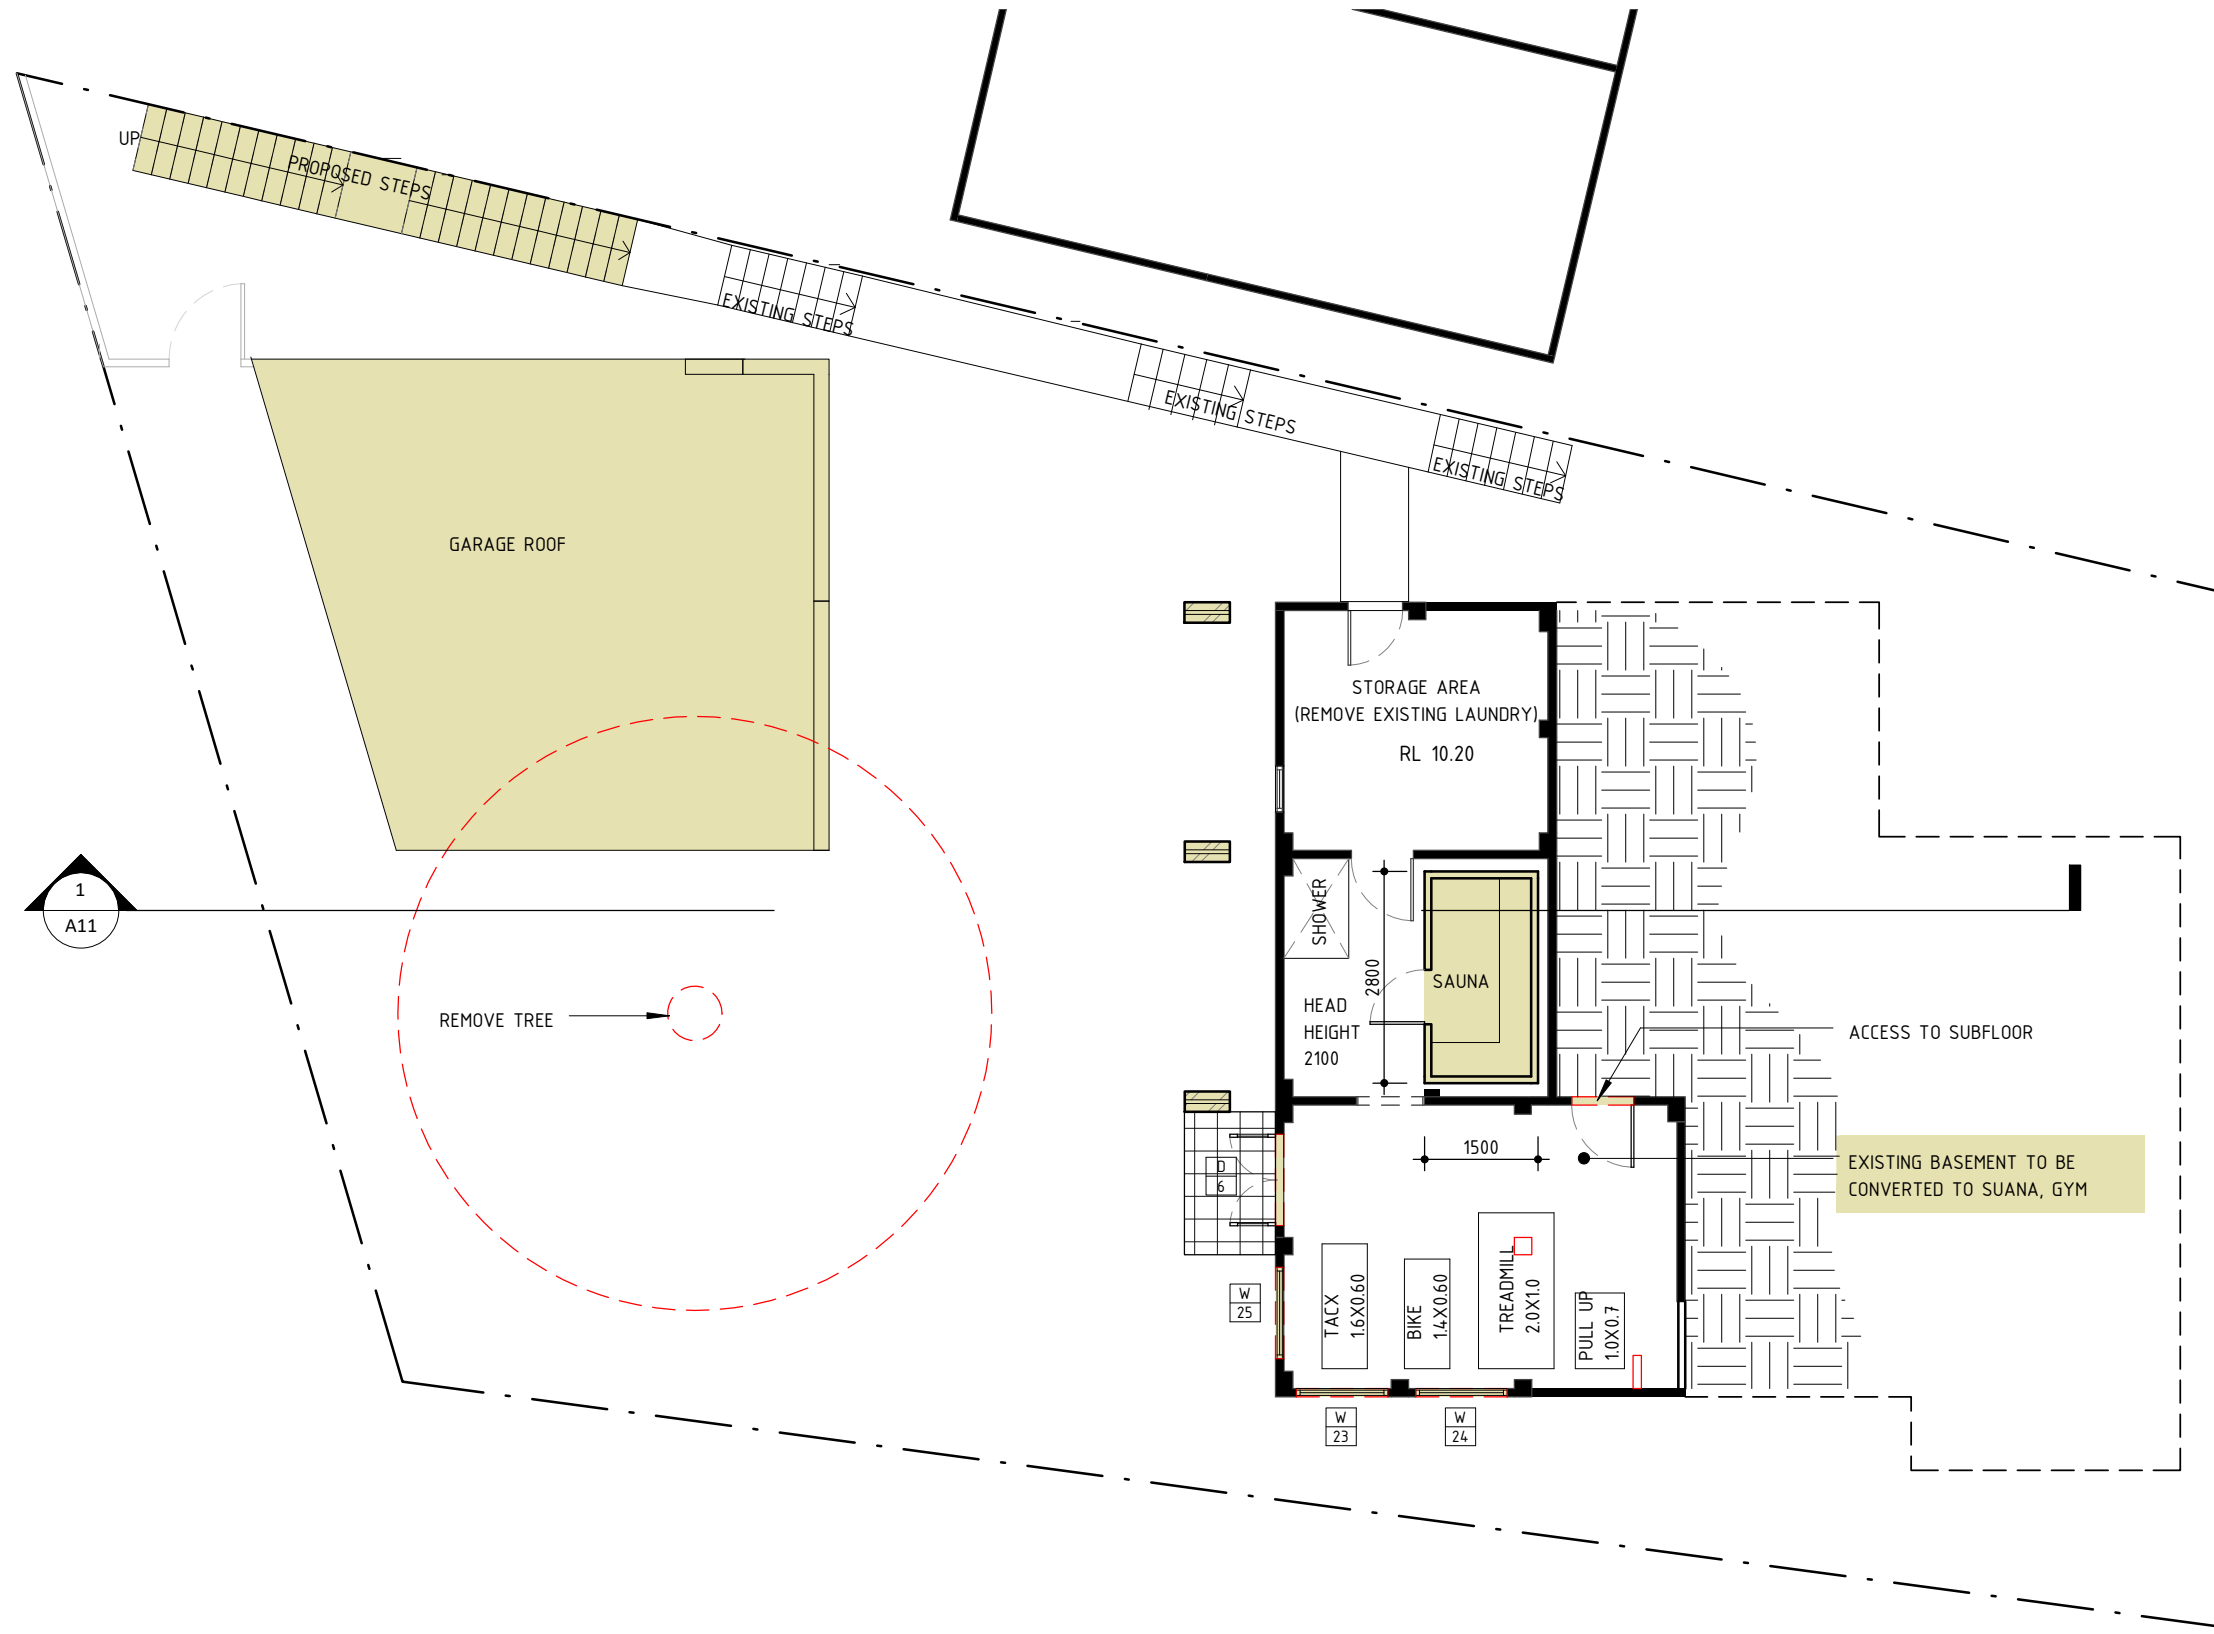 UP
PROPOSED STEPS
EXISTING STEPS
EXISTING STEPS
EXISTING STEPS
GARAGE ROOF
STORAGE AREA
(REMOVE EXISTING LAUNDRY)
RL 10.20
1
A11
SHOWER
2800
SAUNA
HEAD
HEIGHT
2100
REMOVE TREE
ACCESS TO SUBFLOOR
1500
EXISTING BASEMENT TO BE
CONVERTED TO SUANA, GYM
D
6
W
25
TACX
1.6X0.60
BIKE
1.4X0.60
TREADMILL
2.0X1.0
PULL UP
1.0X0.7
W
23
W
24